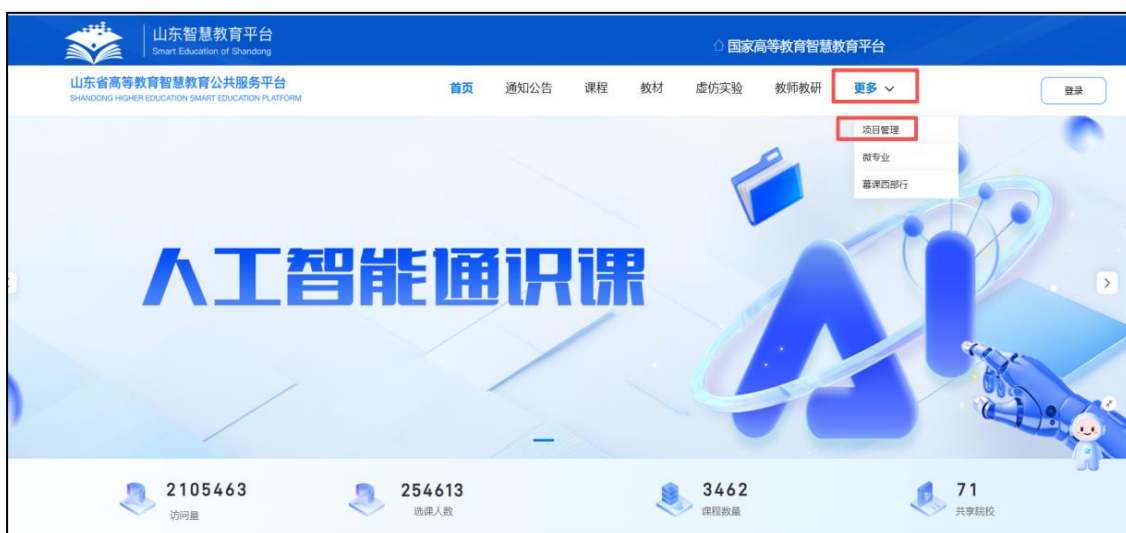 山东智慧教育平台
Smart Education of Shandong
国家高等教育智慧教育平台
山东省高等教育智慧教育公共服务平台
SHANDONG HIGHER EDUCATION SMART EDUCATION PLATFORM
首页 通知公告 课程 教材 虚仿实验 教师教研 更多 登录
项目管理
微专业
慕课西部行
人工智能通识课
AI
2105463 254613 3462 71
访问量 选课人数 课程数量 共享院校